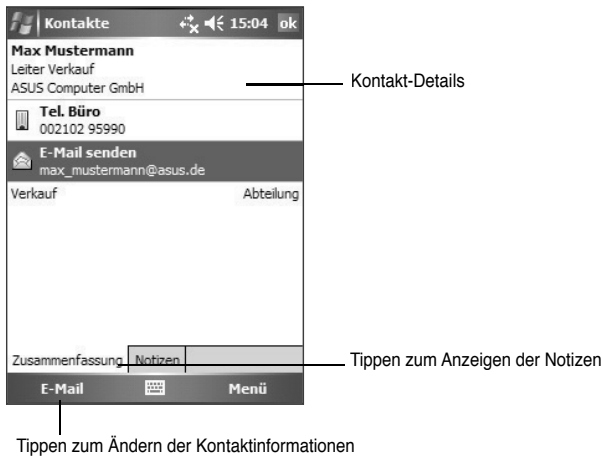 Kontakte 15:04 ok
Max Mustermann
Leiter Verkauf
ASUS Computer GmbH
Kontakt-Details
Tel. Büro
002102 95990
E-Mail senden
max_mustermann@asus.de
Verkauf Abteilung
Zusammenfassung Notizen
Tippen zum Anzeigen der Notizen
E-Mail Menü
Tippen zum Ändern der Kontaktinformationen